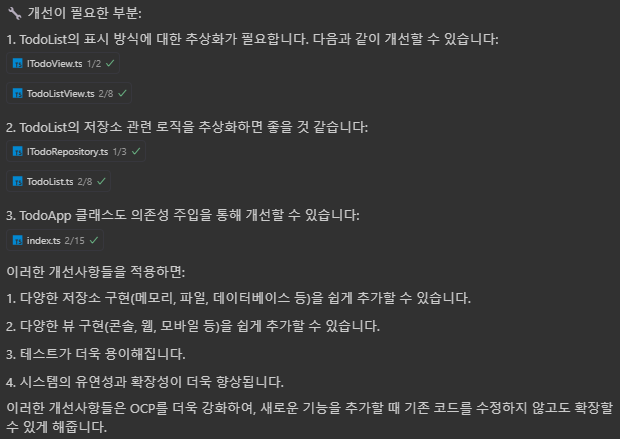 🔧 개선이 필요한 부분:
1. TodoList의 표시 방식에 대한 추상화가 필요합니다. 다음과 같이 개선할 수 있습니다:
TS ITodoView.ts 1/2 ✓
TS TodoListView.ts 2/8 ✓
2. TodoList의 저장소 관련 로직을 추상화하면 좋을 것 같습니다:
TS ITodoRepository.ts 1/3 ✓
TS TodoList.ts 2/8 ✓
3. TodoApp 클래스도 의존성 주입을 통해 개선할 수 있습니다:
TS index.ts 2/15 ✓
이러한 개선사항들을 적용하면:
1. 다양한 저장소 구현(메모리, 파일, 데이터베이스 등)을 쉽게 추가할 수 있습니다.
2. 다양한 뷰 구현(콘솔, 웹, 모바일 등)을 쉽게 추가할 수 있습니다.
3. 테스트가 더욱 용이해집니다.
4. 시스템의 유연성과 확장성이 더욱 향상됩니다.
이러한 개선사항들은 OCP를 더욱 강화하여, 새로운 기능을 추가할 때 기존 코드를 수정하지 않고도 확장할
수 있게 해줍니다.